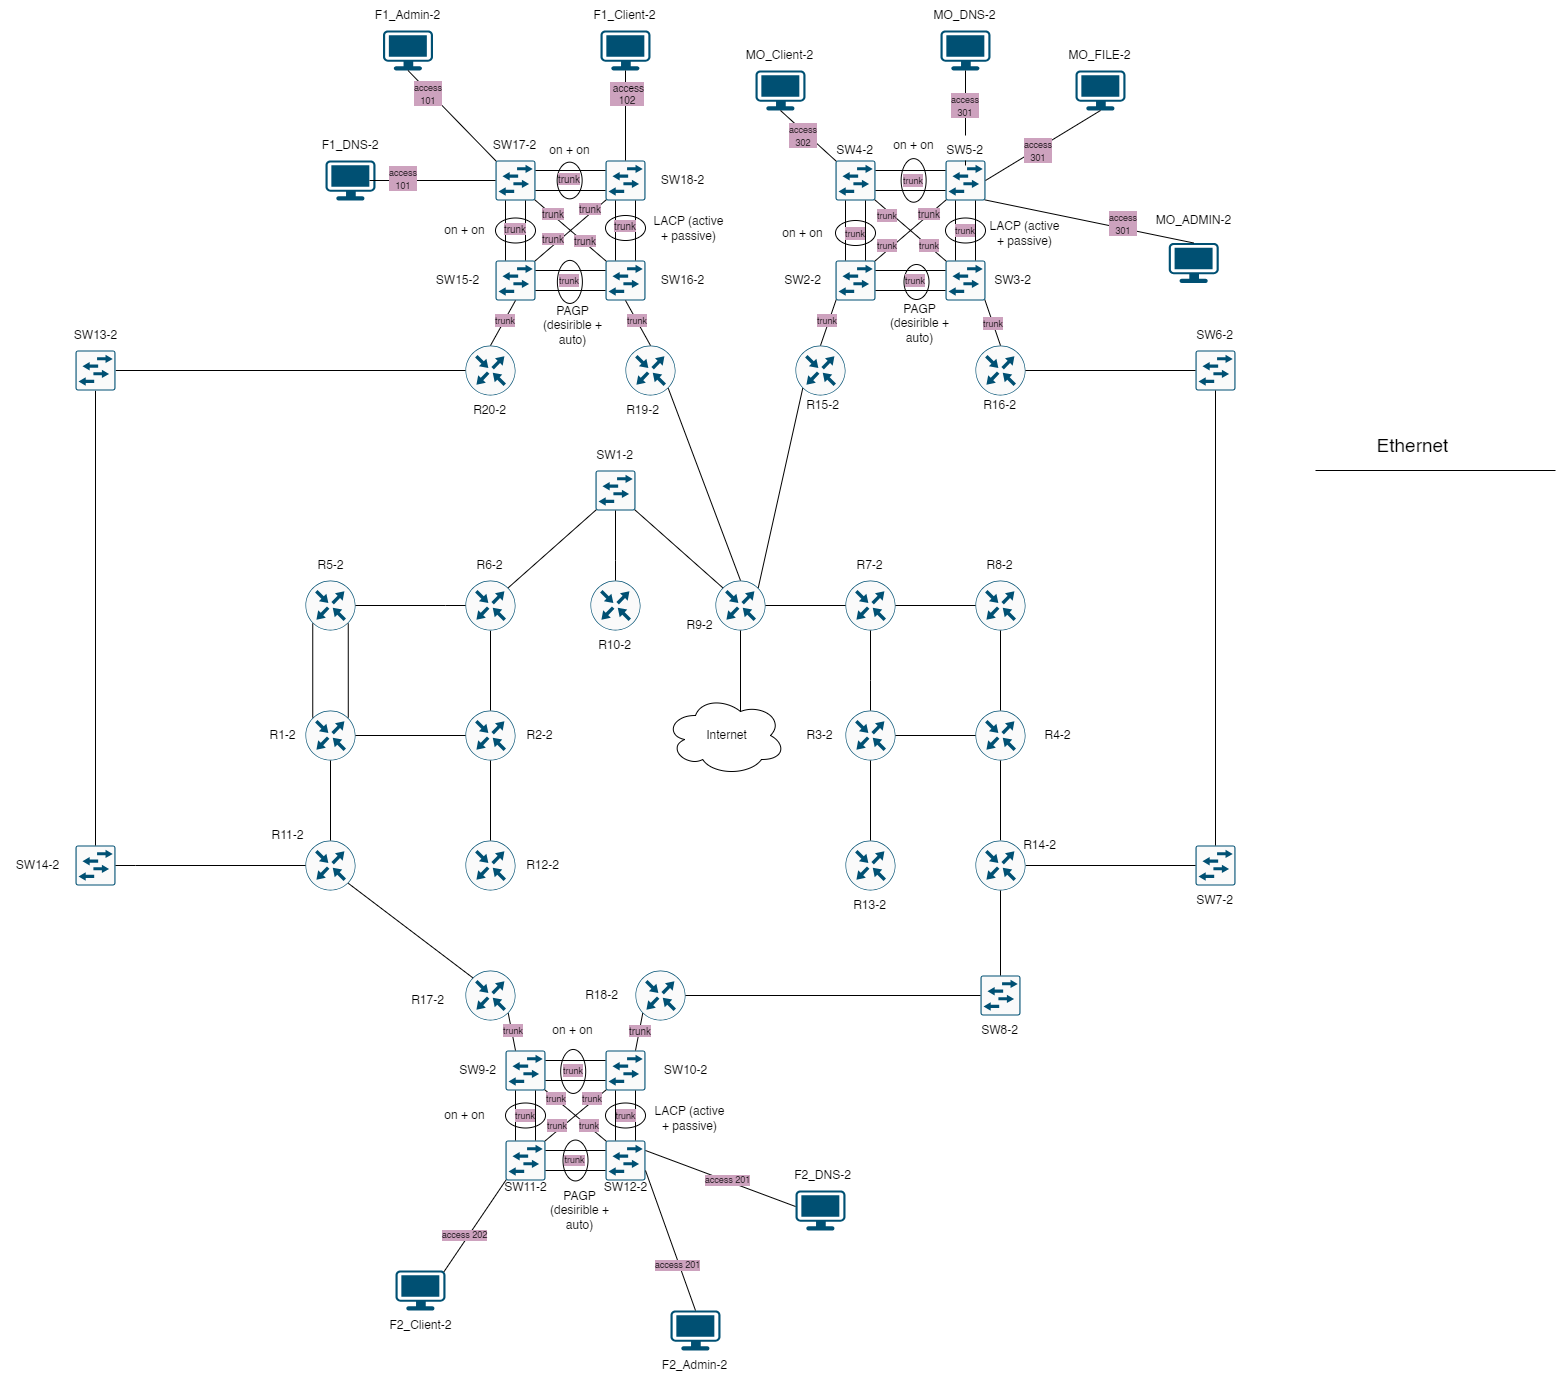 F1_Admin-2
F1_Client-2
MO_DNS-2
MO_Client-2
MO_FILE-2
access
101
access
102
access
301
access
302
access
301
F1_DNS-2
SW17-2
on + on
SW4-2
on + on
SW5-2
access
101
trunk
SW18-2
trunk
trunk
trunk
trunk
trunk
access
301
MO_ADMIN-2
on + on
trunk
trunk
LACP (active
+ passive)
on + on
trunk
trunk
LACP (active
+ passive)
trunk
trunk
trunk
trunk
SW15-2
trunk
SW16-2
SW2-2
trunk
SW3-2
PAGP
(desirible +
auto)
PAGP
(desirible +
auto)
trunk
trunk
trunk
trunk
SW13-2
SW6-2
R20-2
R19-2
R15-2
R16-2
Ethernet
SW1-2
R5-2
R6-2
R7-2
R8-2
R9-2
R10-2
R1-2
R2-2
Internet
R3-2
R4-2
R11-2
R14-2
SW14-2
R12-2
R13-2
SW7-2
R17-2
R18-2
trunk
on + on
trunk
SW8-2
SW9-2
trunk
SW10-2
trunk
trunk
on + on
trunk
trunk
LACP (active
+ passive)
trunk
trunk
trunk
SW11-2
SW12-2
PAGP
(desirible +
auto)
access 201
F2_DNS-2
access 202
access 201
F2_Client-2
F2_Admin-2